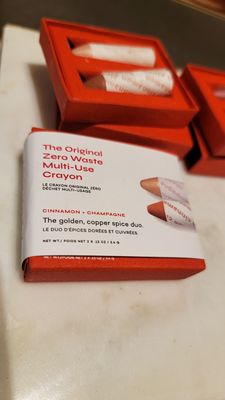 The Original
Zero Waste
Multi-Use
Crayon
LE CRAYON ORIGINAL ZÉRO
DÉCHET MULTI-USAGE
CINNAMON + CHAMPAGNE
The golden, copper spice duo.
LE DUO D'ÉPICES DORÉES ET CUIVRÉES.